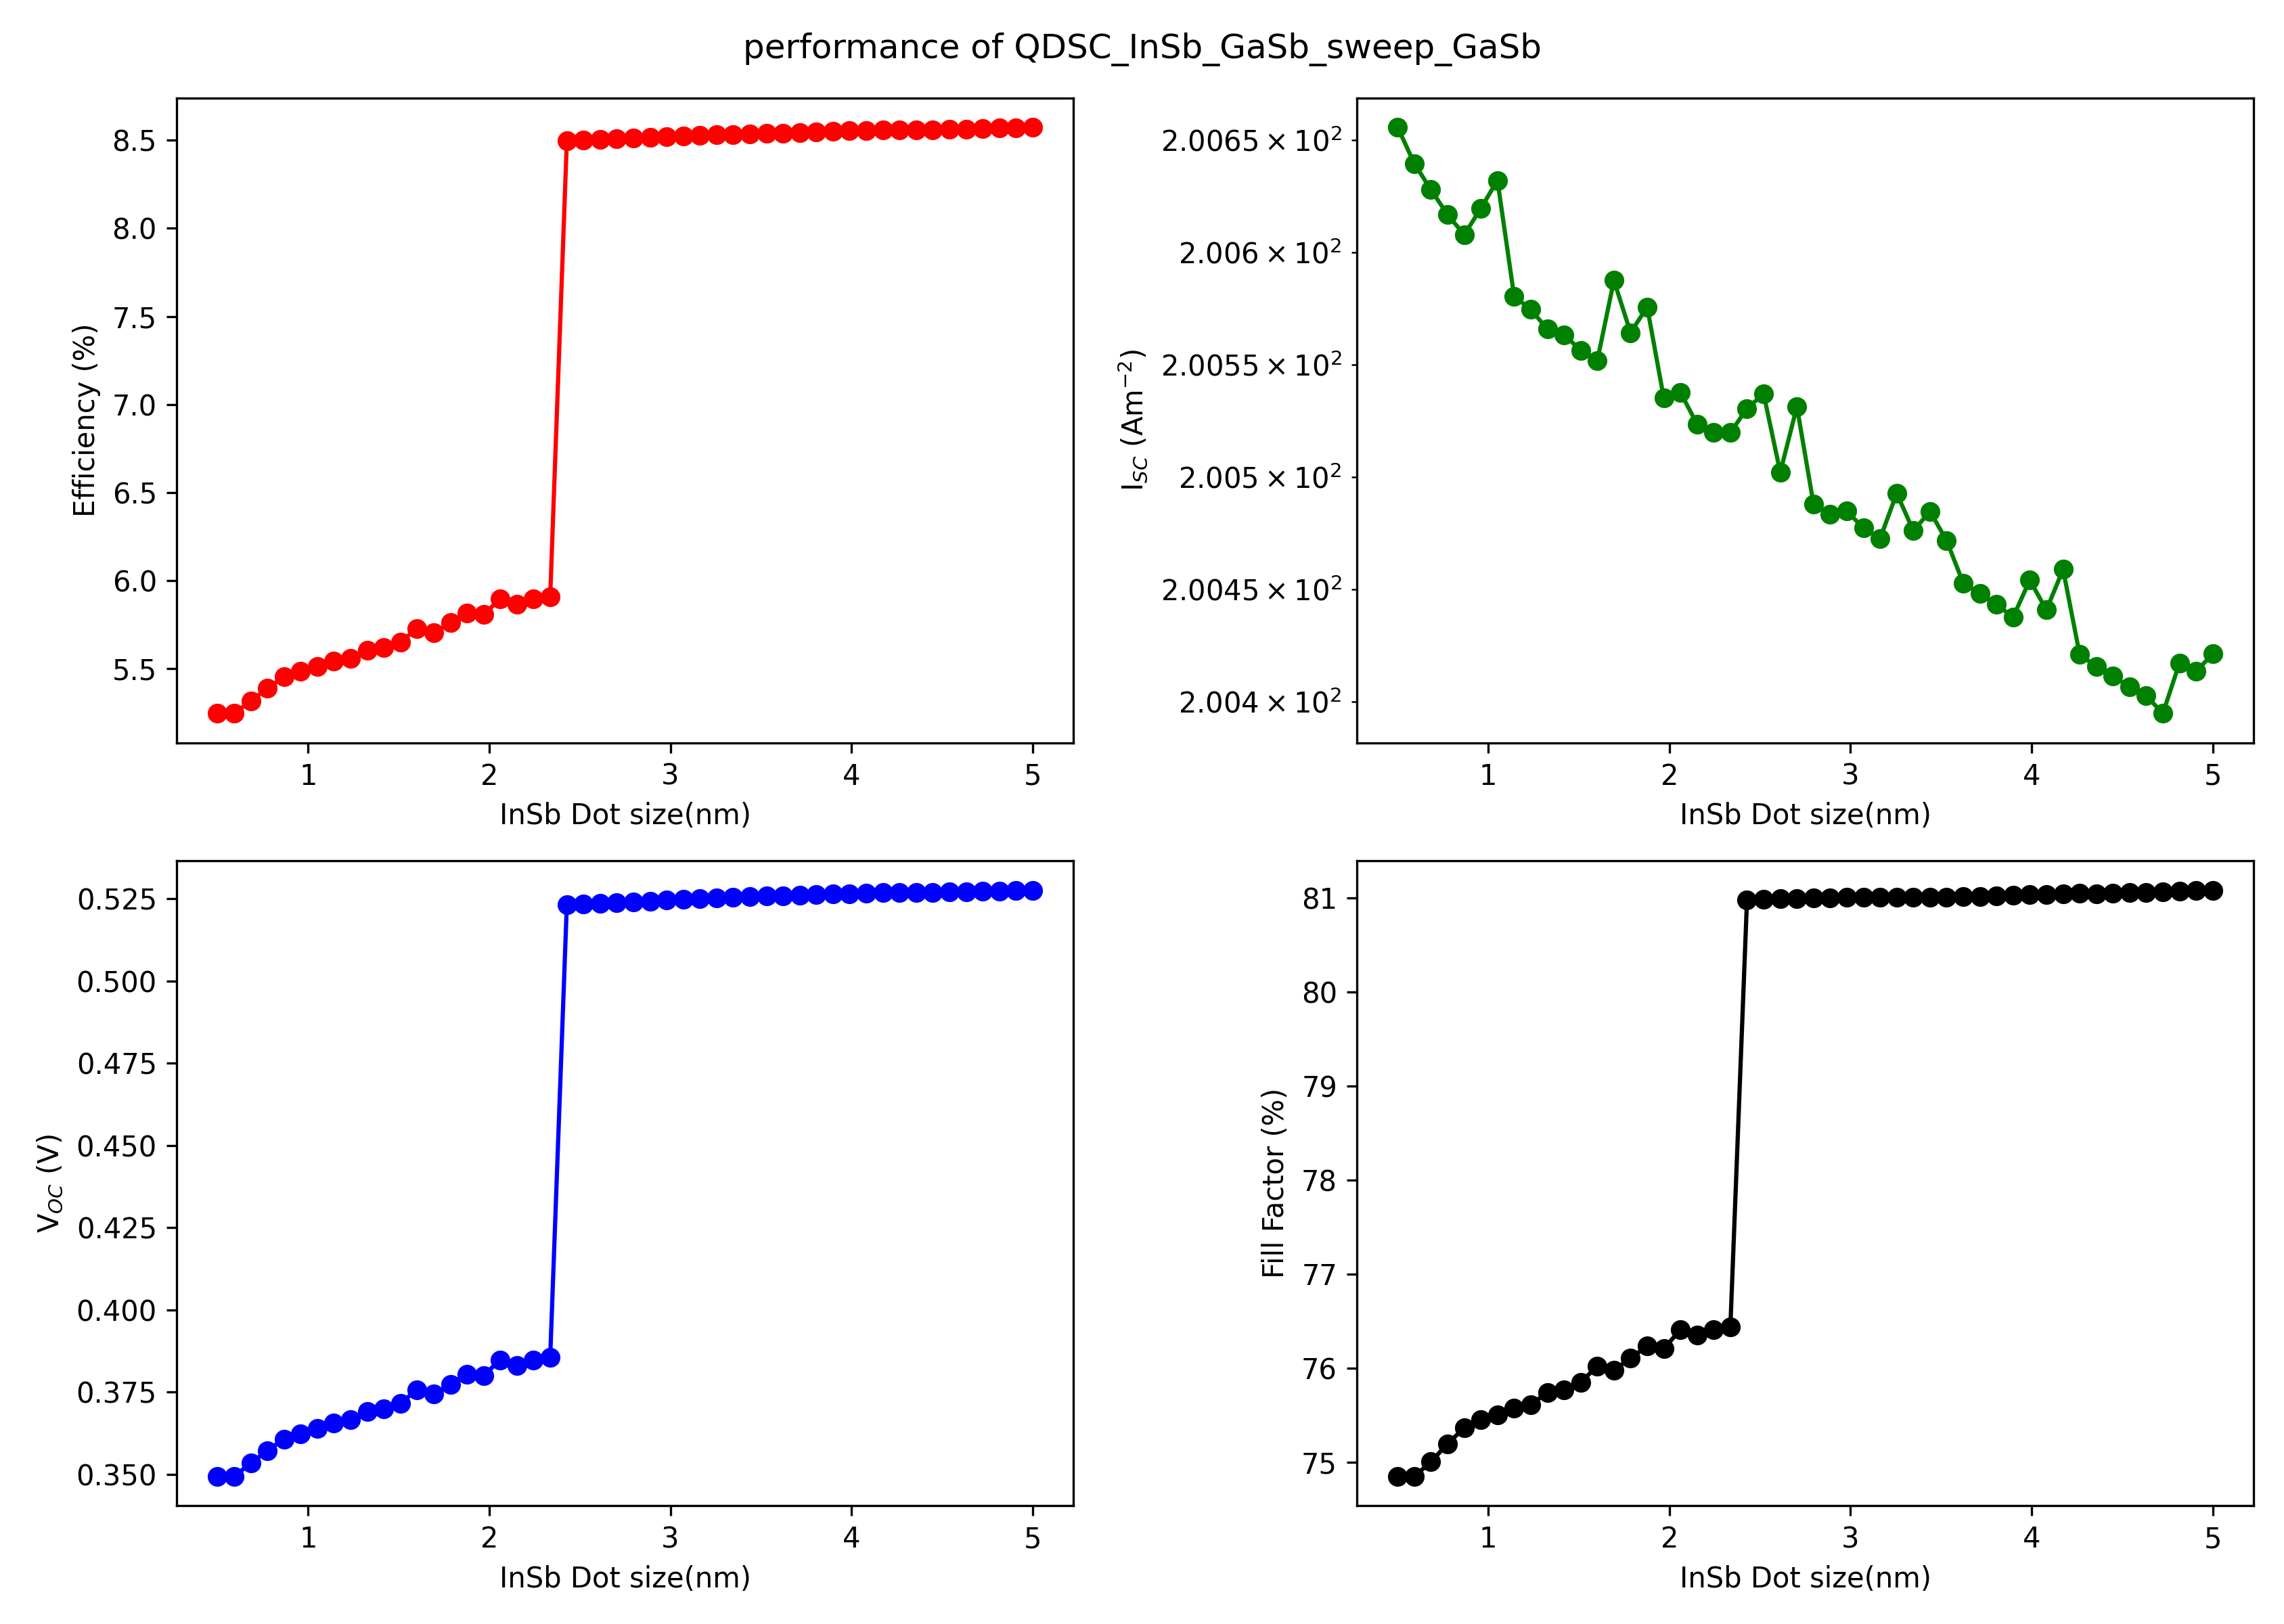 performance of QDSC_InSb_GaSb_sweep_GaSb
Efficiency (%)
8.5
8.0
7.5
7.0
6.5
6.0
5.5
1 2 3 4 5
InSb Dot size(nm)
I$_{SC}$ (Am$^{-2}$)
2.0065 × 10²
2.006 × 10²
2.0055 × 10²
2.005 × 10²
2.0045 × 10²
2.004 × 10²
1 2 3 4 5
InSb Dot size(nm)
V$_{OC}$ (V)
0.525
0.500
0.475
0.450
0.425
0.400
0.375
0.350
1 2 3 4 5
InSb Dot size(nm)
Fill Factor (%)
81
80
79
78
77
76
75
1 2 3 4 5
InSb Dot size(nm)